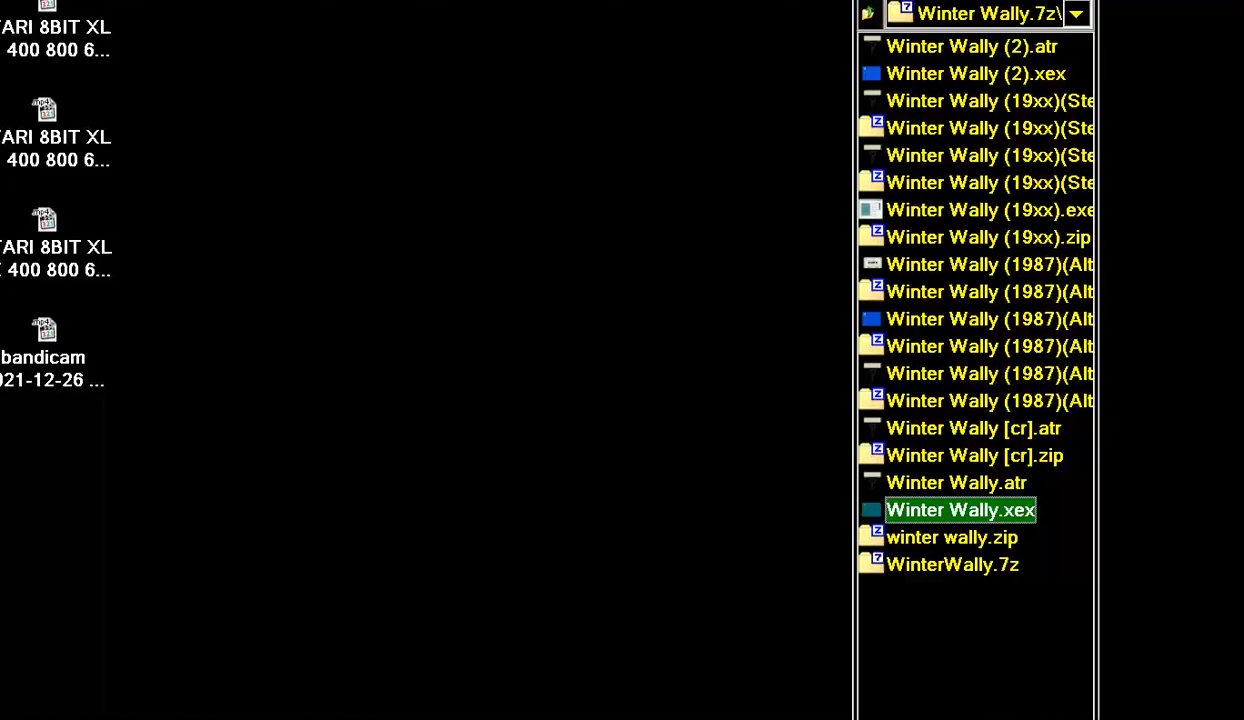 TARI 8BIT XL
400 800 6...
ARI 8BIT XL
400 800 6...
ARI 8BIT XL
400 800 6...
bandicam
021-12-26 ...
Winter Wally.7z\
Winter Wally (2).atr
Winter Wally (2).xex
Winter Wally (19xx)(Ste
Winter Wally (19xx)(Ste
Winter Wally (19xx)(Ste
Winter Wally (19xx)(Ste
Winter Wally (19xx).exe
Winter Wally (19xx).zip
Winter Wally (1987)(Alt
Winter Wally (1987)(Alt
Winter Wally (1987)(Alt
Winter Wally (1987)(Alt
Winter Wally (1987)(Alt
Winter Wally (1987)(Alt
Winter Wally [cr].atr
Winter Wally [cr].zip
Winter Wally.atr
Winter Wally.xex
winter wally.zip
WinterWally.7z